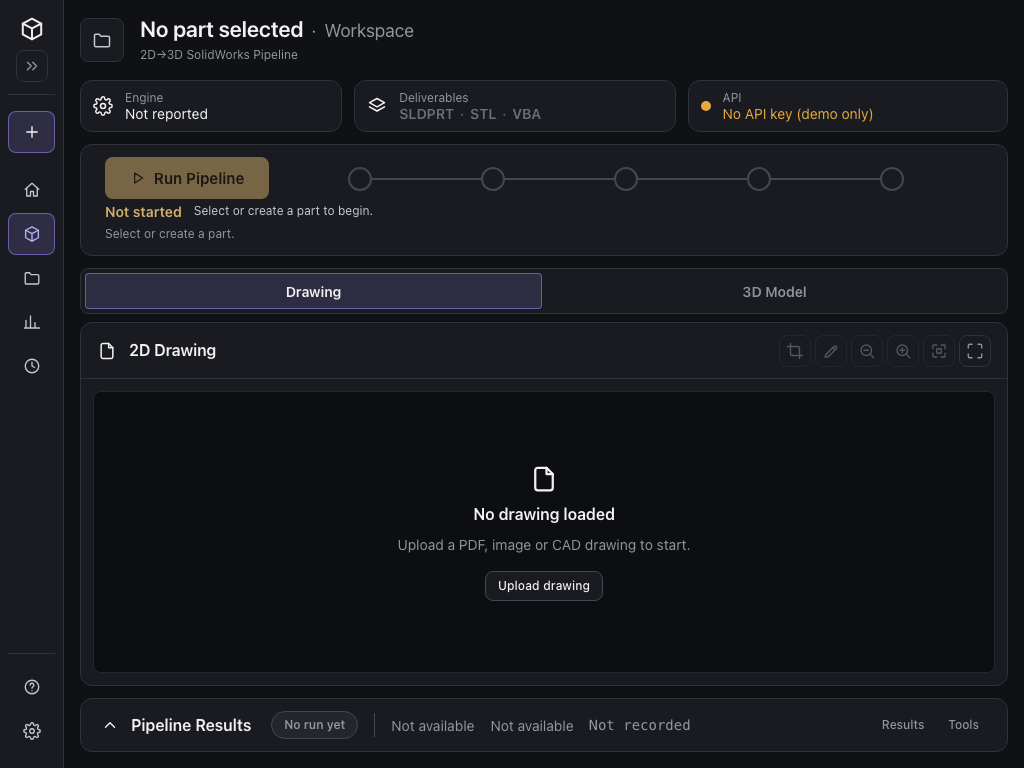 No part selected · Workspace
2D→3D SolidWorks Pipeline
Engine
Not reported
Deliverables
SLDPRT · STL · VBA
API
No API key (demo only)
Run Pipeline
Not started Select or create a part to begin.
Select or create a part.
Drawing
3D Model
2D Drawing
No drawing loaded
Upload a PDF, image or CAD drawing to start.
Upload drawing
Pipeline Results No run yet Not available Not available Not recorded Results Tools